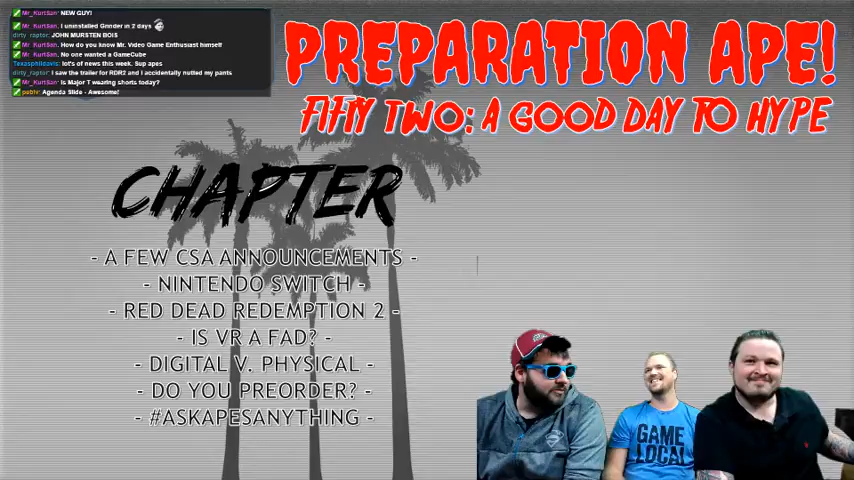 Mr_KurtSan: NEW GUY!
Mr_KurtSan: I uninstalled Grinder in 2 days
dirty_raptor: JOHN MURSTEN BOIS
Mr_KurtSan: How do you know Mr. Video Game Enthusiast himself
Mr_KurtSan: No one wanted a GameCube
Texasphileavis: lot's of news this week. Sup apes
dirty_raptor: I saw the trailer for RDR2 and I accidentally nutted my pants
Mr_KurtSan: Is Major T wearing shorts today?
pebtv: Agenda Slide - Awesome!
PREPARATION APE!
FIFTY TWO: A GOOD DAY TO HYPE
CHAPTER
- A FEW CSA ANNOUNCEMENTS -
- NINTENDO SWITCH -
- RED DEAD REDEMPTION 2 -
- IS VR A FAD? -
- DIGITAL V. PHYSICAL -
- DO YOU PREORDER? -
- #ASKAPESANYTHING -
GAME
LOCAL